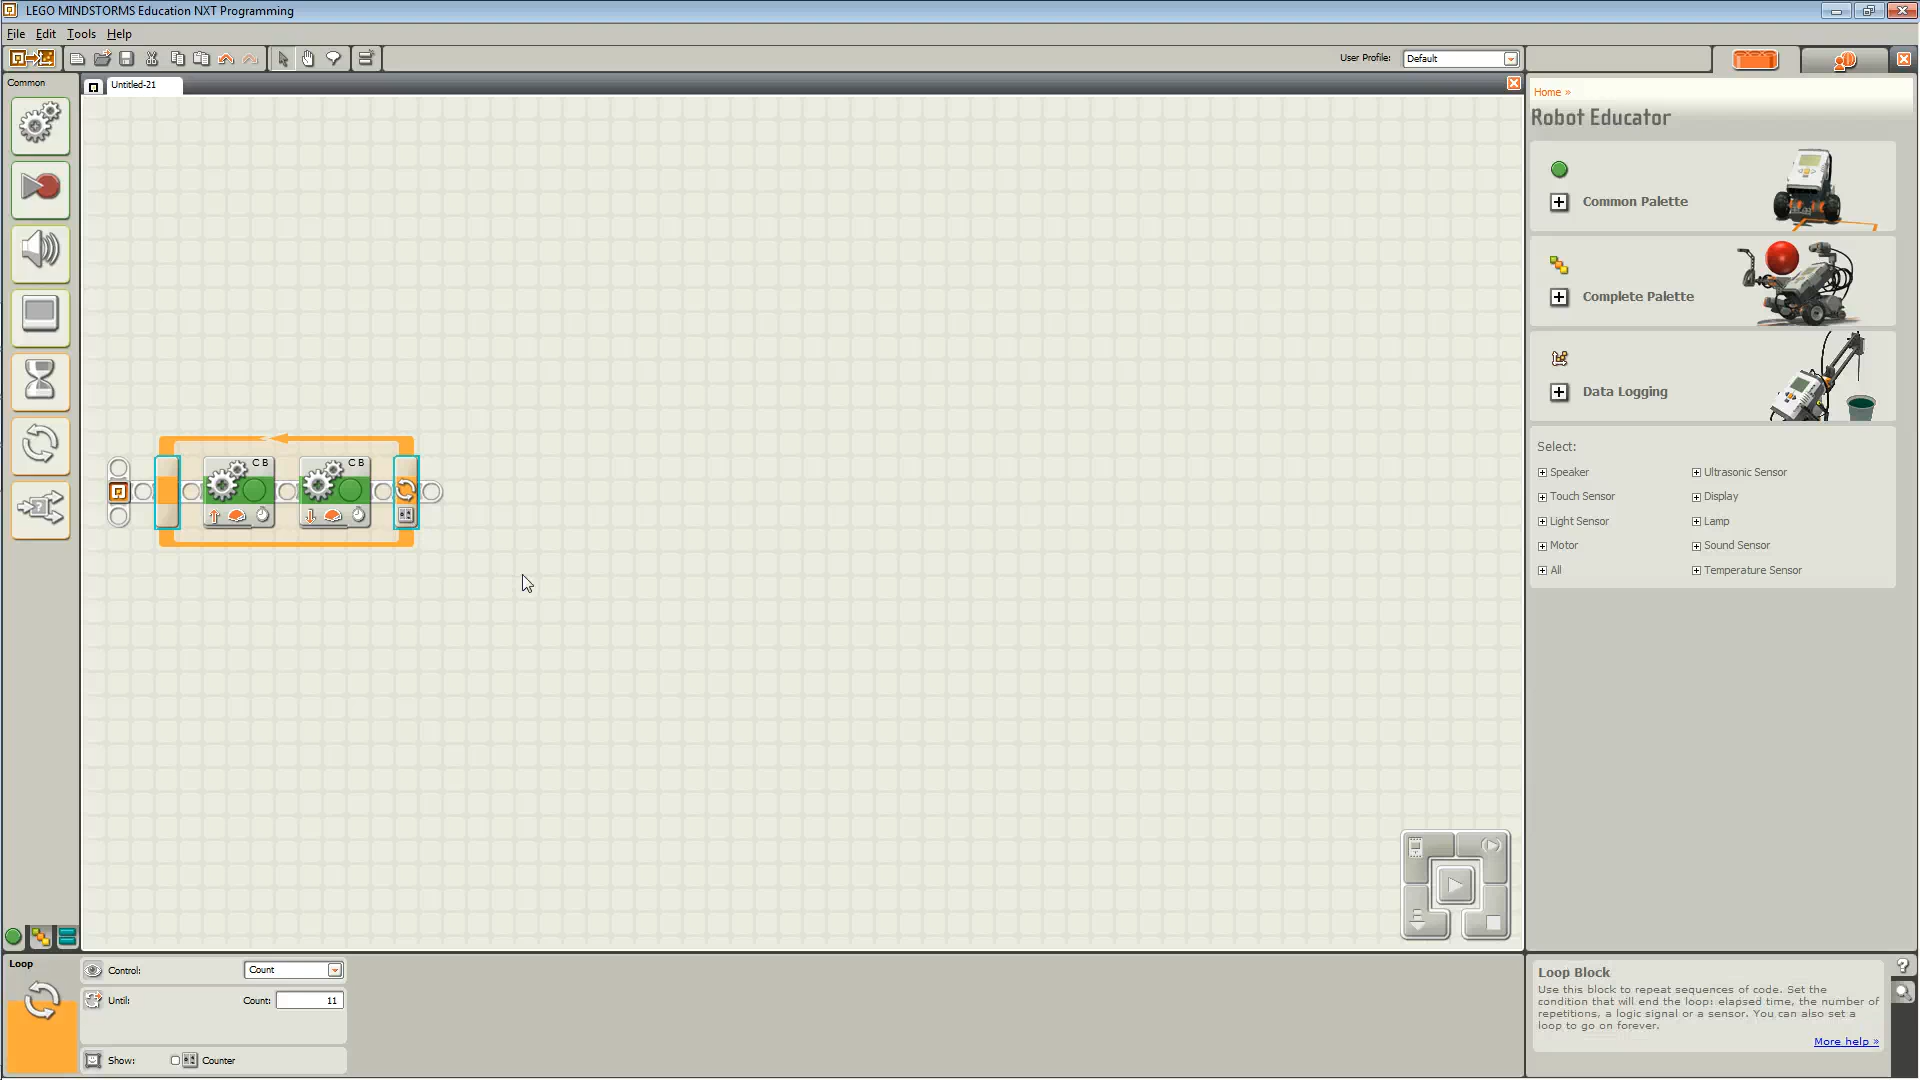 LEGO MINDSTORMS Education NXT Programming
File Edit Tools Help
User Profile: Default
Common
Untitled-21
Home »
Robot Educator
Common Palette
Complete Palette
Data Logging
Select:
Speaker
Ultrasonic Sensor
Touch Sensor
Display
Light Sensor
Lamp
Motor
Sound Sensor
All
Temperature Sensor
C B
C B
Loop
Control: Count
Until: Count: 11
Show: Counter
Loop Block
Use this block to repeat sequences of code. Set the
condition that will end the loop: elapsed time, the number of
repetitions, a logic signal or a sensor. You can also set a
loop to go on forever.
More help »